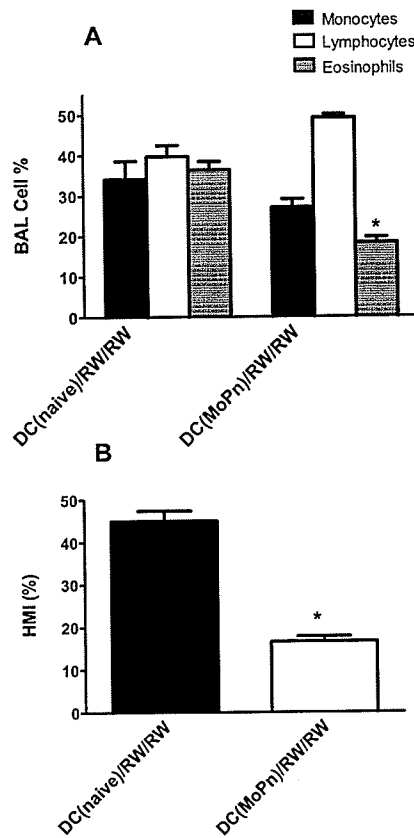 A
Monocytes
Lymphocytes
Eosinophils
BAL Cell %
50
40
30
20
10
0
*
DC(naive)/RW/RW
DC(MoPn)/RW/RW
B
HMI (%)
50
40
30
20
10
0
*
DC(naive)/RW/RW
DC(MoPn)/RW/RW